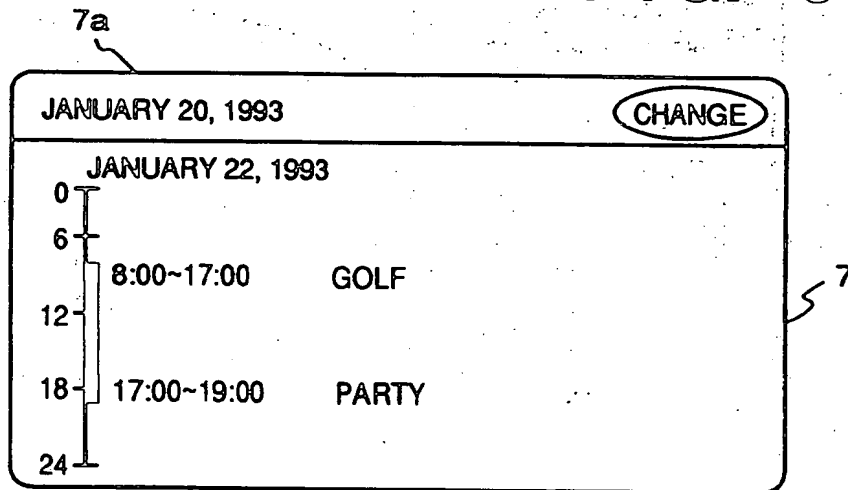 7a
JANUARY 20, 1993 CHANGE
JANUARY 22, 1993
0
6
8:00~17:00 GOLF
7
12
18 17:00~19:00 PARTY
24